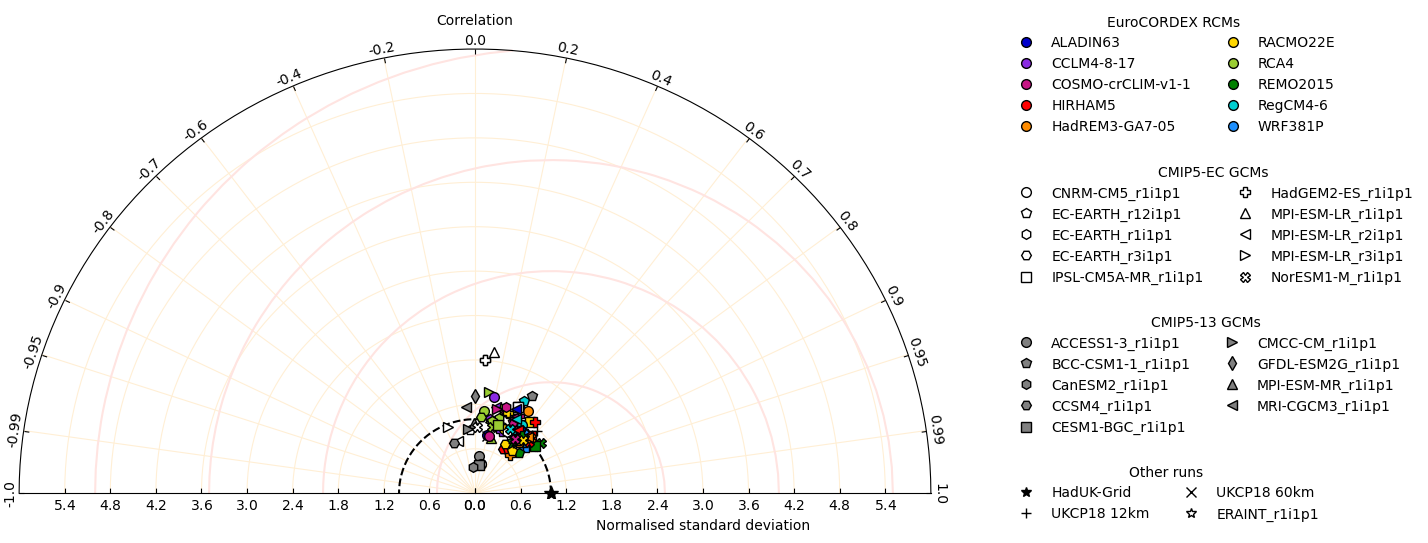 Correlation
-1.0
-0.99
-0.95
-0.9
-0.8
-0.7
-0.6
-0.4
-0.2
0.0
0.2
0.4
0.6
0.7
0.8
0.9
0.95
0.99
1.0
5.4 4.8 4.2 3.6 3.0 2.4 1.8 1.2 0.6 0.0 0.6 1.2 1.8 2.4 3.0 3.6 4.2 4.8 5.4
Normalised standard deviation
EuroCORDEX RCMs
ALADIN63 RACMO22E
CCLM4-8-17 RCA4
COSMO-crCLIM-v1-1 REMO2015
HIRHAM5 RegCM4-6
HadREM3-GA7-05 WRF381P
CMIP5-EC GCMs
CNRM-CM5_r1i1p1 HadGEM2-ES_r1i1p1
EC-EARTH_r12i1p1 MPI-ESM-LR_r1i1p1
EC-EARTH_r1i1p1 MPI-ESM-LR_r2i1p1
EC-EARTH_r3i1p1 MPI-ESM-LR_r3i1p1
IPSL-CM5A-MR_r1i1p1 NorESM1-M_r1i1p1
CMIP5-13 GCMs
ACCESS1-3_r1i1p1 CMCC-CM_r1i1p1
BCC-CSM1-1_r1i1p1 GFDL-ESM2G_r1i1p1
CanESM2_r1i1p1 MPI-ESM-MR_r1i1p1
CCSM4_r1i1p1 MRI-CGCM3_r1i1p1
CESM1-BGC_r1i1p1
Other runs
HadUK-Grid UKCP18 60km
UKCP18 12km ERAINT_r1i1p1